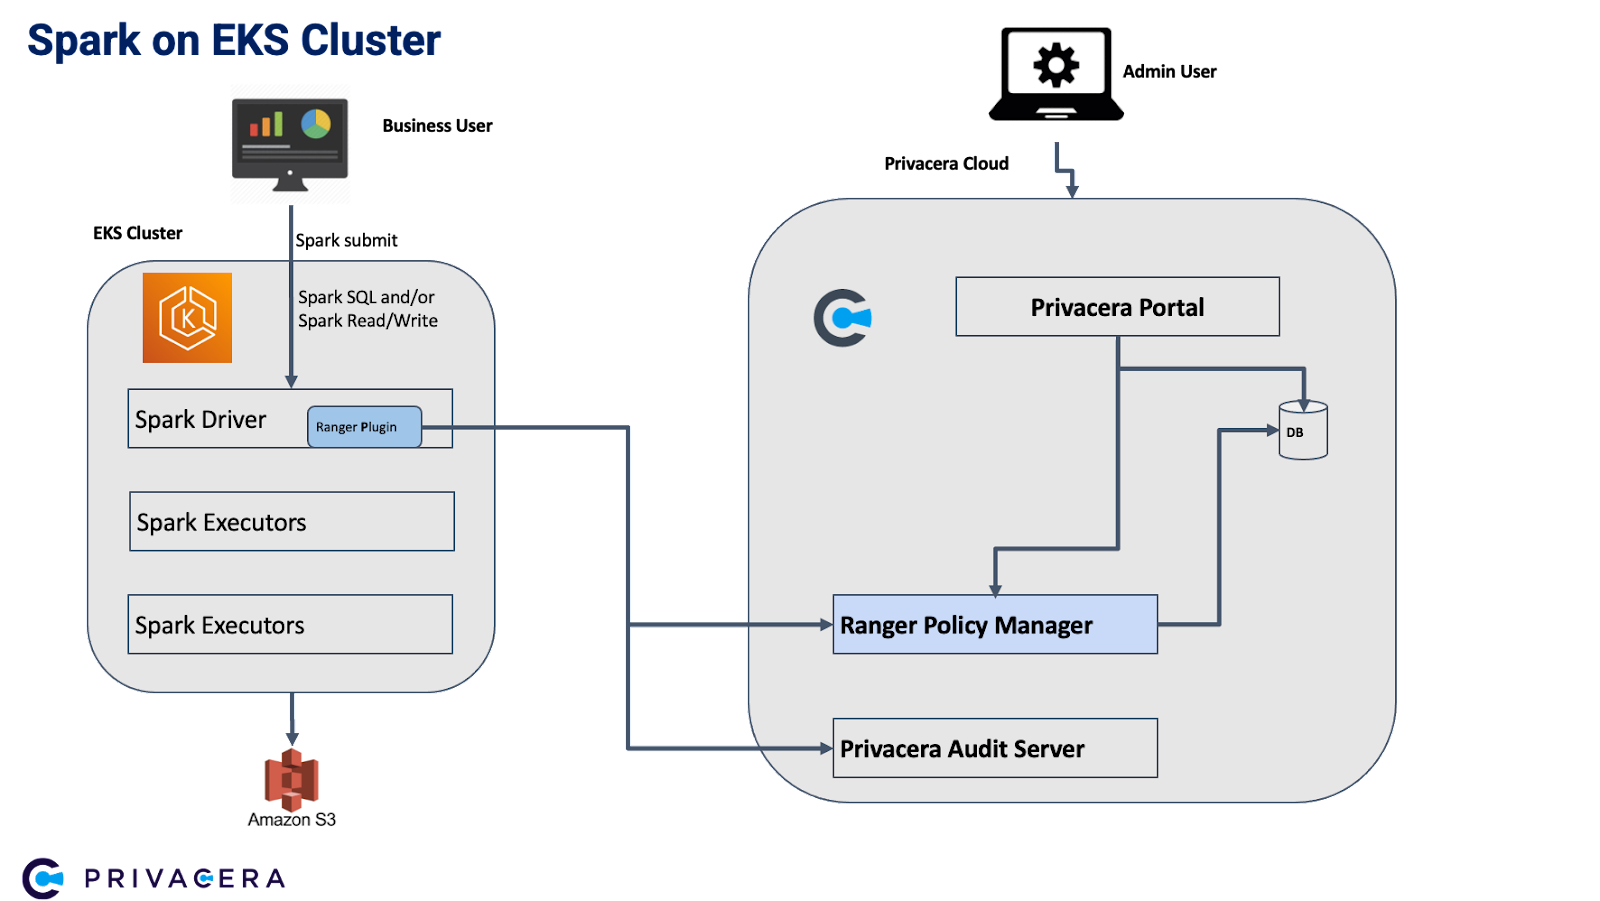 Spark on EKS Cluster
Admin User
Business User
Privacera Cloud
EKS Cluster
Spark submit
Spark SQL and/or
Spark Read/Write
K
Privacera Portal
Spark Driver
Ranger Plugin
DB
Spark Executors
Spark Executors
Ranger Policy Manager
Privacera Audit Server
Amazon S3
PRIVACERA